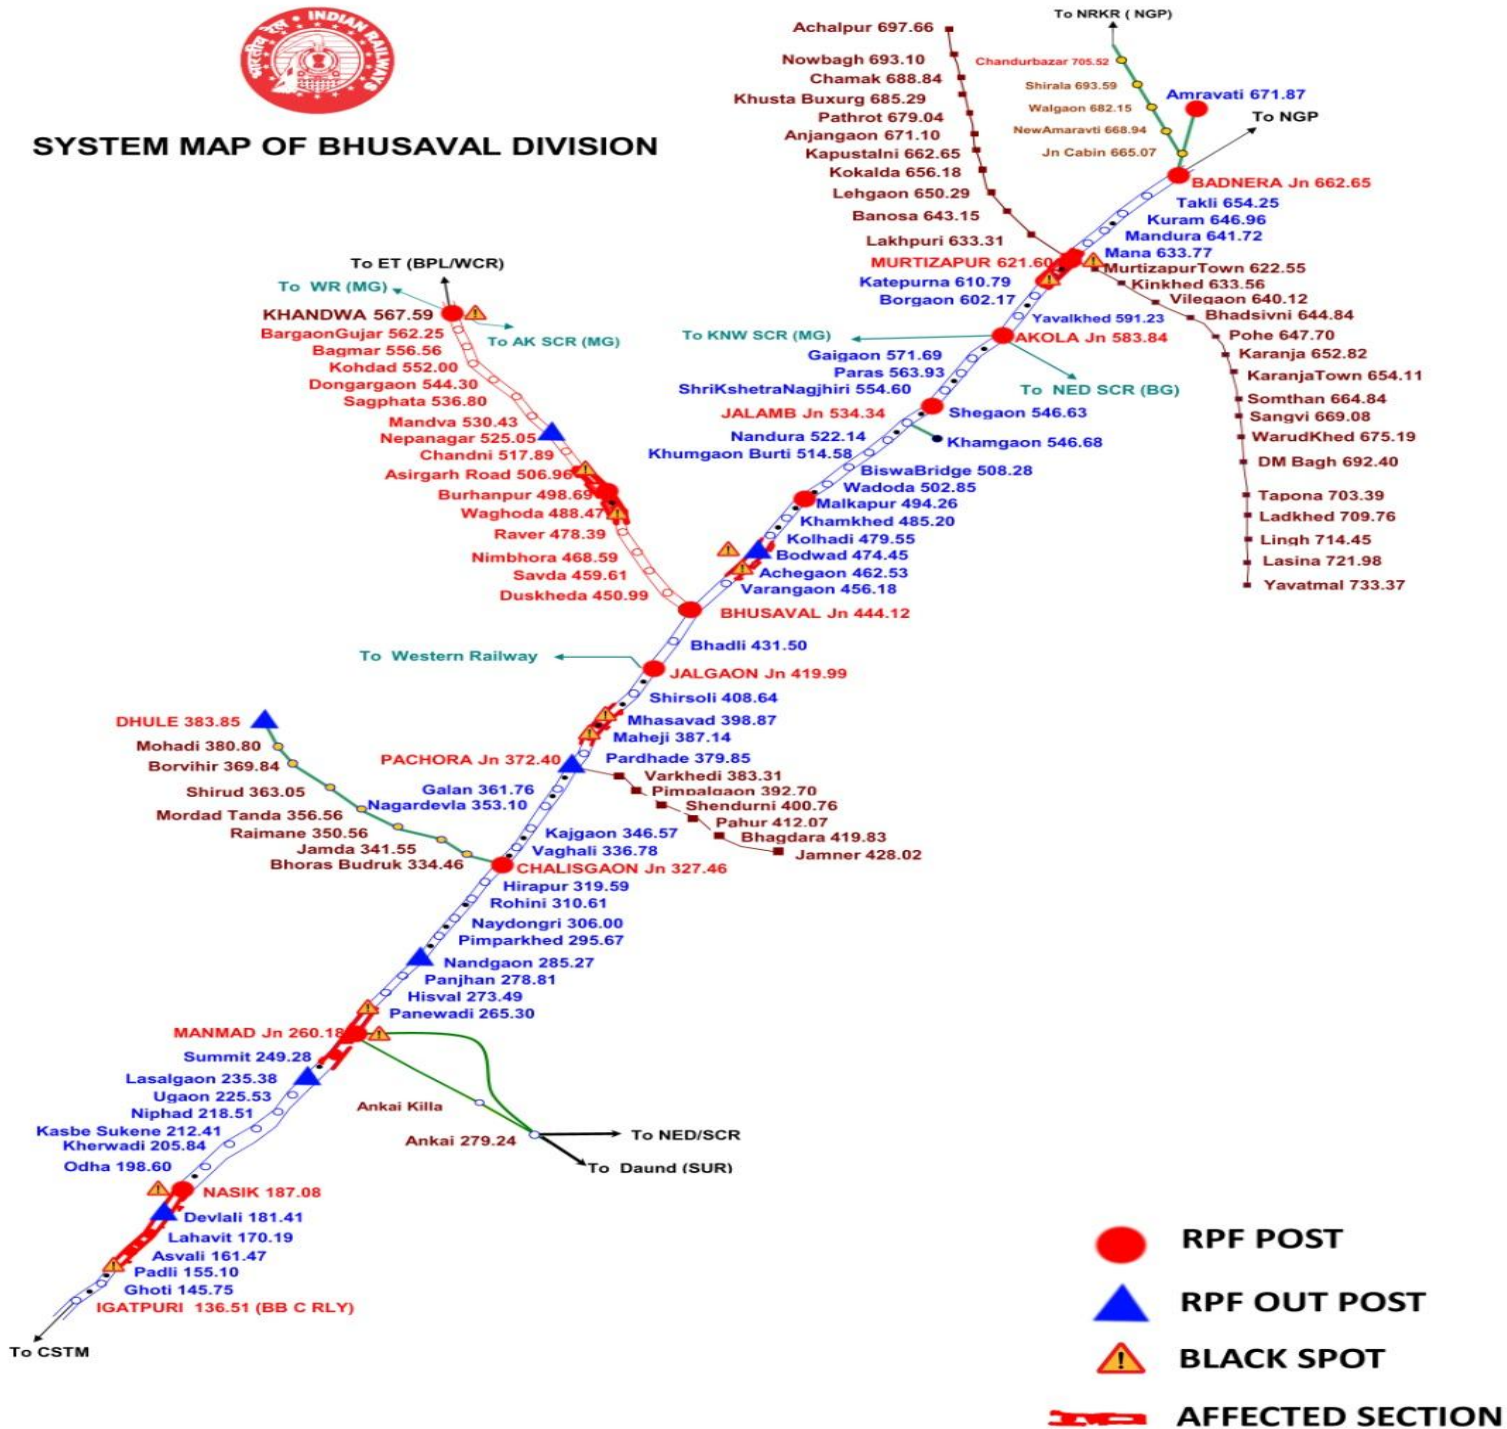 भारतीय रेल • INDIAN RAILWAYS
SYSTEM MAP OF BHUSAVAL DIVISION
Achalpur 697.66
Nowbagh 693.10
Chamak 688.84
Khusta Buxurg 685.29
Pathrot 679.04
Anjangaon 671.10
Kapustalni 662.65
Kokalda 656.18
Lehgaon 650.29
Banosa 643.15
Lakhpuri 633.31
MURTIZAPUR 621.60
Katepurna 610.79
Borgaon 602.17
To NRKR ( NGP)
Chandurbazar 705.52
Shirala 693.59
Walgaon 682.15
NewAmaravti 668.94
Jn Cabin 665.07
Amravati 671.87
To NGP
BADNERA Jn 662.65
Takli 654.25
Kuram 646.96
Mandura 641.72
Mana 633.77
MurtizapurTown 622.55
Kinkhed 633.56
Vilegaon 640.12
Bhadsivni 644.84
Pohe 647.70
Karanja 652.82
KaranjaTown 654.11
Somthan 664.84
Sangvi 669.08
WarudKhed 675.19
DM Bagh 692.40
Tapona 703.39
Ladkhed 709.76
Lingh 714.45
Lasina 721.98
Yavatmal 733.37
Yavalkhed 591.23
To KNW SCR (MG)
AKOLA Jn 583.84
To NED SCR (BG)
Gaigaon 571.69
Paras 563.93
ShriKshetraNagjhiri 554.60
Shegaon 546.63
JALAMB Jn 534.34
Khamgaon 546.68
Nandura 522.14
Khumgaon Burti 514.58
BiswaBridge 508.28
Wadoda 502.85
Malkapur 494.26
Khamkhed 485.20
Kolhadi 479.55
Bodwad 474.45
Achegaon 462.53
Varangaon 456.18
BHUSAVAL Jn 444.12
To ET (BPL/WCR)
To WR (MG)
KHANDWA 567.59
To AK SCR (MG)
BargaonGujar 562.25
Bagmar 556.56
Kohdad 552.00
Dongargaon 544.30
Sagphata 536.80
Mandva 530.43
Nepanagar 525.05
Chandni 517.89
Asirgarh Road 506.96
Burhanpur 498.69
Waghoda 488.47
Raver 478.39
Nimbhora 468.59
Savda 459.61
Duskheda 450.99
Bhadli 431.50
To Western Railway
JALGAON Jn 419.99
Shirsoli 408.64
Mhasavad 398.87
Maheji 387.14
Pardhade 379.85
PACHORA Jn 372.40
Varkhedi 383.31
Pimpalgaon 392.70
Shendurni 400.76
Pahur 412.07
Bhagdara 419.83
Jamner 428.02
Galan 361.76
Nagardevla 353.10
Kajgaon 346.57
Vaghali 336.78
CHALISGAON Jn 327.46
DHULE 383.85
Mohadi 380.80
Borvihir 369.84
Shirud 363.05
Mordad Tanda 356.56
Rajmane 350.56
Jamda 341.55
Bhoras Budruk 334.46
Hirapur 319.59
Rohini 310.61
Naydongri 306.00
Pimparkhed 295.67
Nandgaon 285.27
Panjhan 278.81
Hisval 273.49
Panewadi 265.30
MANMAD Jn 260.18
Summit 249.28
Lasalgaon 235.38
Ugaon 225.53
Niphad 218.51
Kasbe Sukene 212.41
Kherwadi 205.84
Odha 198.60
Ankai Killa
Ankai 279.24
To NED/SCR
To Daund (SUR)
NASIK 187.08
Devlali 181.41
Lahavit 170.19
Asvali 161.47
Padli 155.10
Ghoti 145.75
IGATPURI 136.51 (BB C RLY)
To CSTM
RPF POST
RPF OUT POST
BLACK SPOT
AFFECTED SECTION